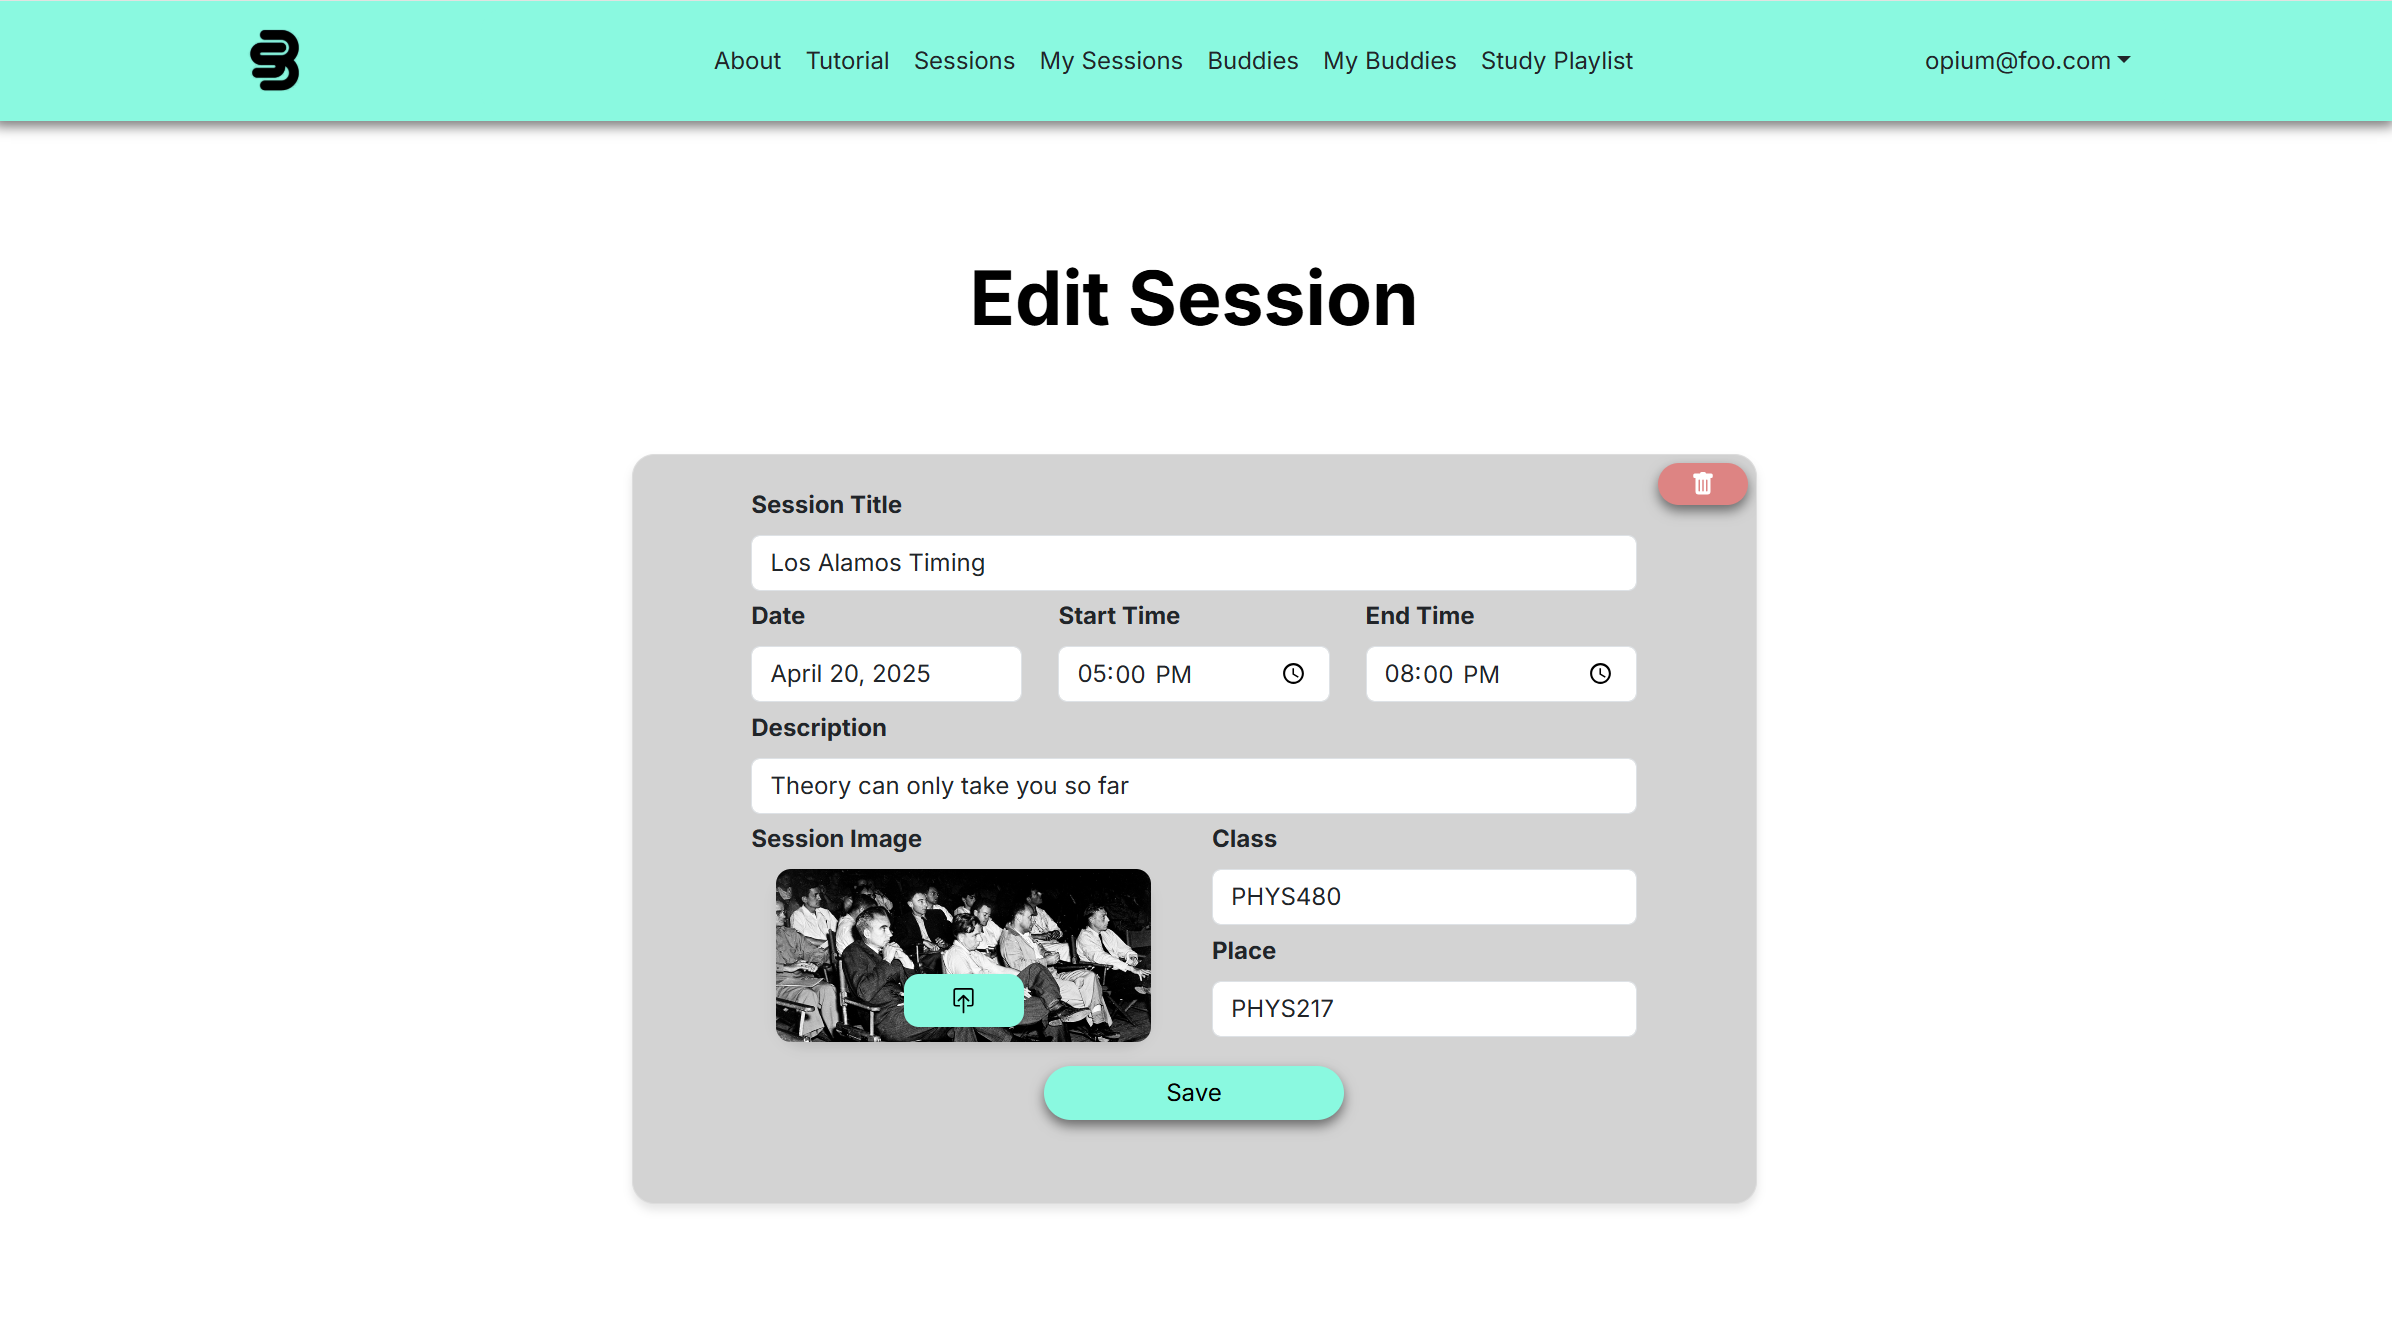 About Tutorial Sessions My Sessions Buddies My Buddies Study Playlist opium@foo.com
Edit Session
Session Title
Los Alamos Timing
Date Start Time End Time
April 20, 2025 05:00 PM 08:00 PM
Description
Theory can only take you so far
Session Image Class
PHYS480
Place
PHYS217
Save